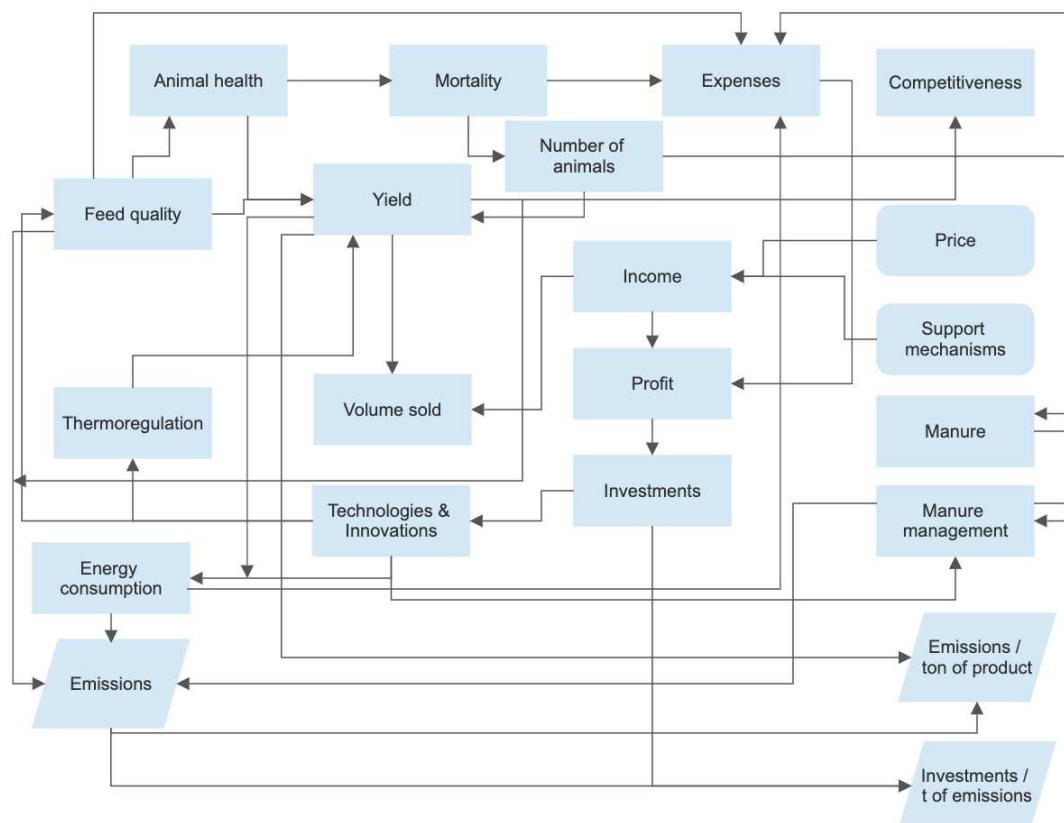 Animal health
Mortality
Expenses
Competitiveness
Number of
animals
Feed quality
Yield
Price
Income
Support
mechanisms
Profit
Volume sold
Thermoregulation
Manure
Investments
Technologies &
Innovations
Manure
management
Energy
consumption
Emissions
Emissions /
ton of product
Investments /
t of emissions